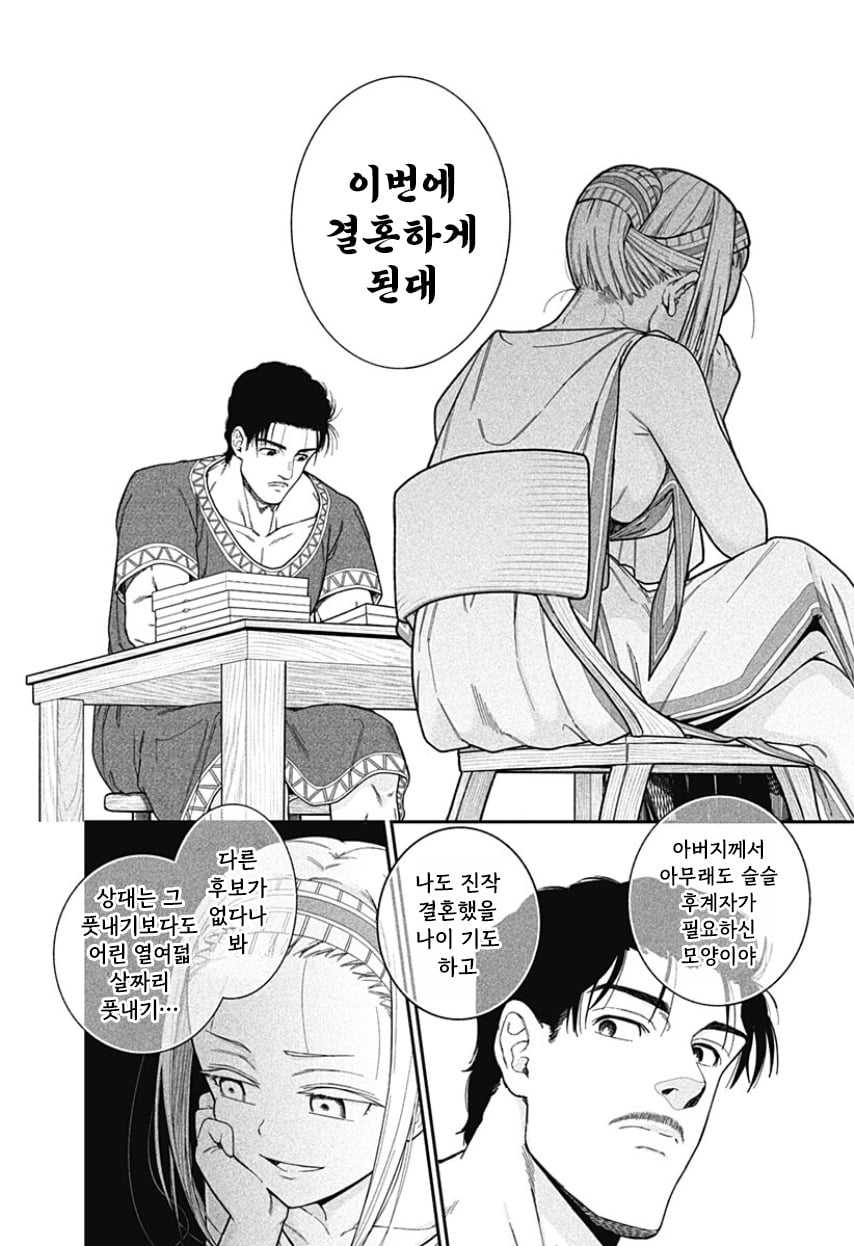 이번에
결혼하게
된대
아버지께서
아무래도 슬슬
후계자가
필요하신
모양이야
나도 진작
결혼했을
나이 기도
하고
다른
후보가
없다나
봐
상대는 그
풋내기보다도
어린 열여덟
살짜리
풋내기…